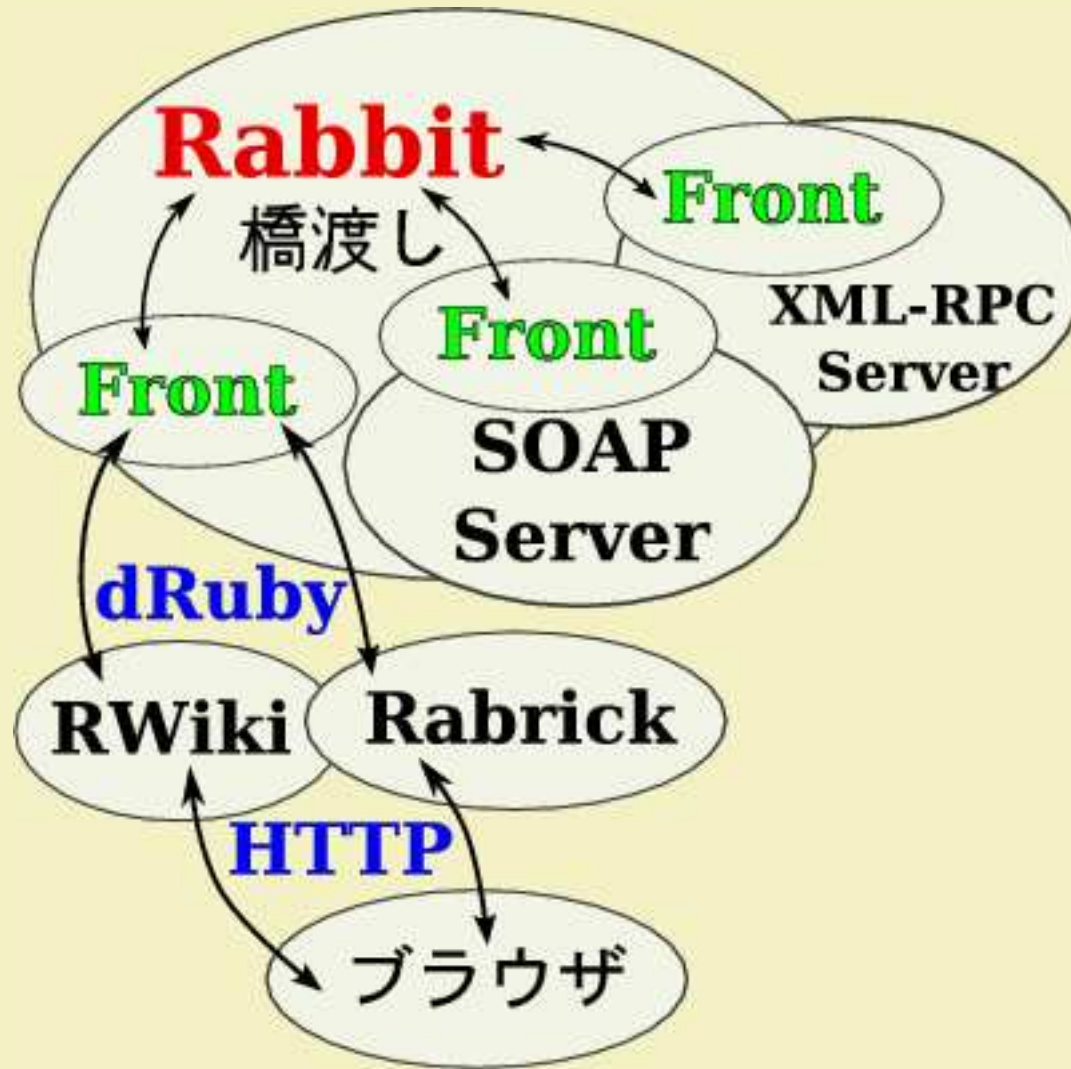 Rabbit
橋渡し
Front
XML-RPC
Server
Front
Front
SOAP
Server
dRuby
RWiki
Rabrick
HTTP
ブラウザ